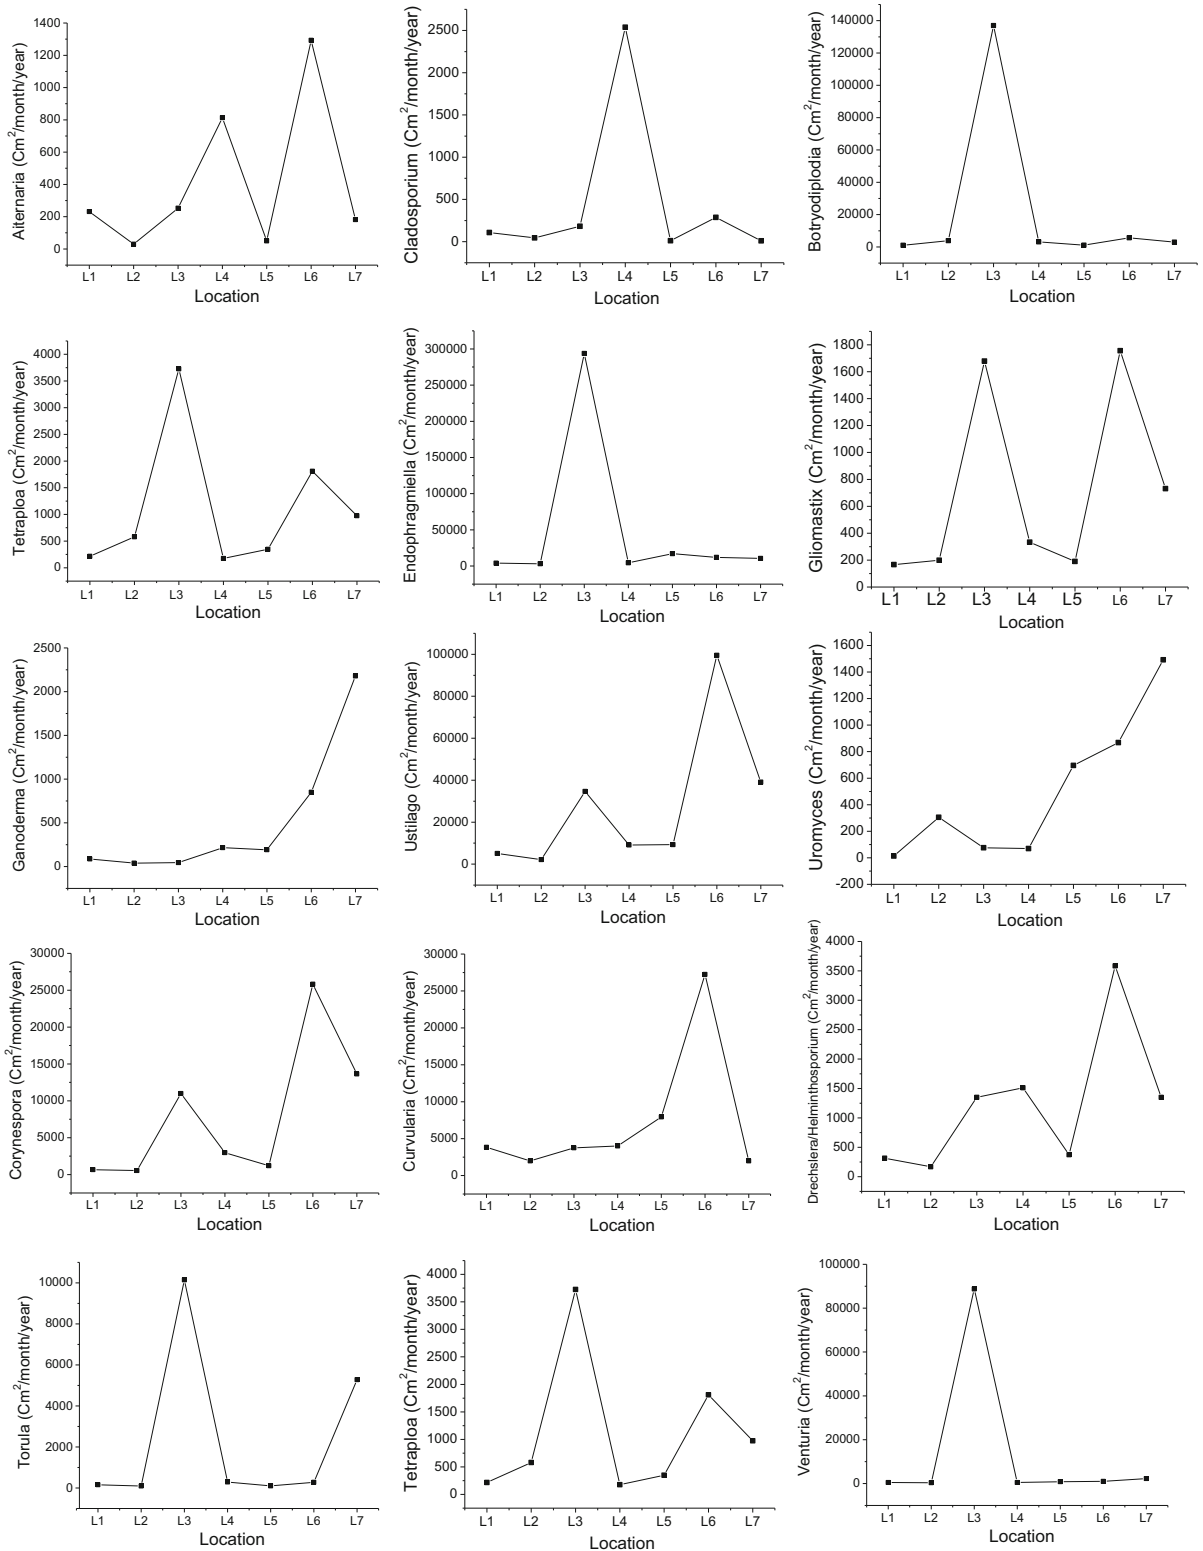 Aiternaria (Cm²/month/year)
1400
1200
1000
800
600
400
200
0
L1 L2 L3 L4 L5 L6 L7
Location
Cladosporium (Cm²/month/year)
2500
2000
2500
1000
500
0
L1 L2 L3 L4 L5 L6 L7
Location
Botryodiplodia (Cm²/month/year)
140000
120000
100000
80000
60000
40000
20000
0
L1 L2 L3 L4 L5 L6 L7
Location
Tetraploa (Cm²/month/year)
4000
3500
3000
2500
2000
1500
1000
500
0
L1 L2 L3 L4 L5 L6 L7
Location
Endophragmiella (Cm²/month/year)
300000
250000
200000
150000
100000
50000
0
L1 L2 L3 L4 L5 L6 L7
Location
Gliomastix (Cm²/month/year)
1800
1600
1400
1200
1000
800
600
400
200
0
L1 L2 L3 L4 L5 L6 L7
Location
Ganoderma (Cm²/month/year)
2500
2000
1500
1000
500
0
L1 L2 L3 L4 L5 L6 L7
Location
Ustilago (Cm²/month/year)
100000
80000
60000
40000
20000
0
L1 L2 L3 L4 L5 L6 L7
Location
Uromyces (Cm²/month/year)
1600
1400
1200
1000
800
600
400
200
0
-200
L1 L2 L3 L4 L5 L6 L7
Location
Corynespora (Cm²/month/year)
30000
25000
20000
15000
10000
5000
0
L1 L2 L3 L4 L5 L6 L7
Location
Curvularia (Cm²/month/year)
30000
25000
20000
15000
10000
5000
0
L1 L2 L3 L4 L5 L6 L7
Location
Drechslera/Helminthosporium (Cm²/month/year)
4000
3500
3000
2500
2000
1500
1000
500
0
L1 L2 L3 L4 L5 L6 L7
Location
Torula (Cm²/month/year)
10000
8000
6000
4000
2000
0
L1 L2 L3 L4 L5 L6 L7
Location
Tetraploa (Cm²/month/year)
4000
3500
3000
2500
2000
1500
1000
500
0
L1 L2 L3 L4 L5 L6 L7
Location
Venturia (Cm²/month/year)
100000
80000
60000
40000
20000
0
L1 L2 L3 L4 L5 L6 L7
Location